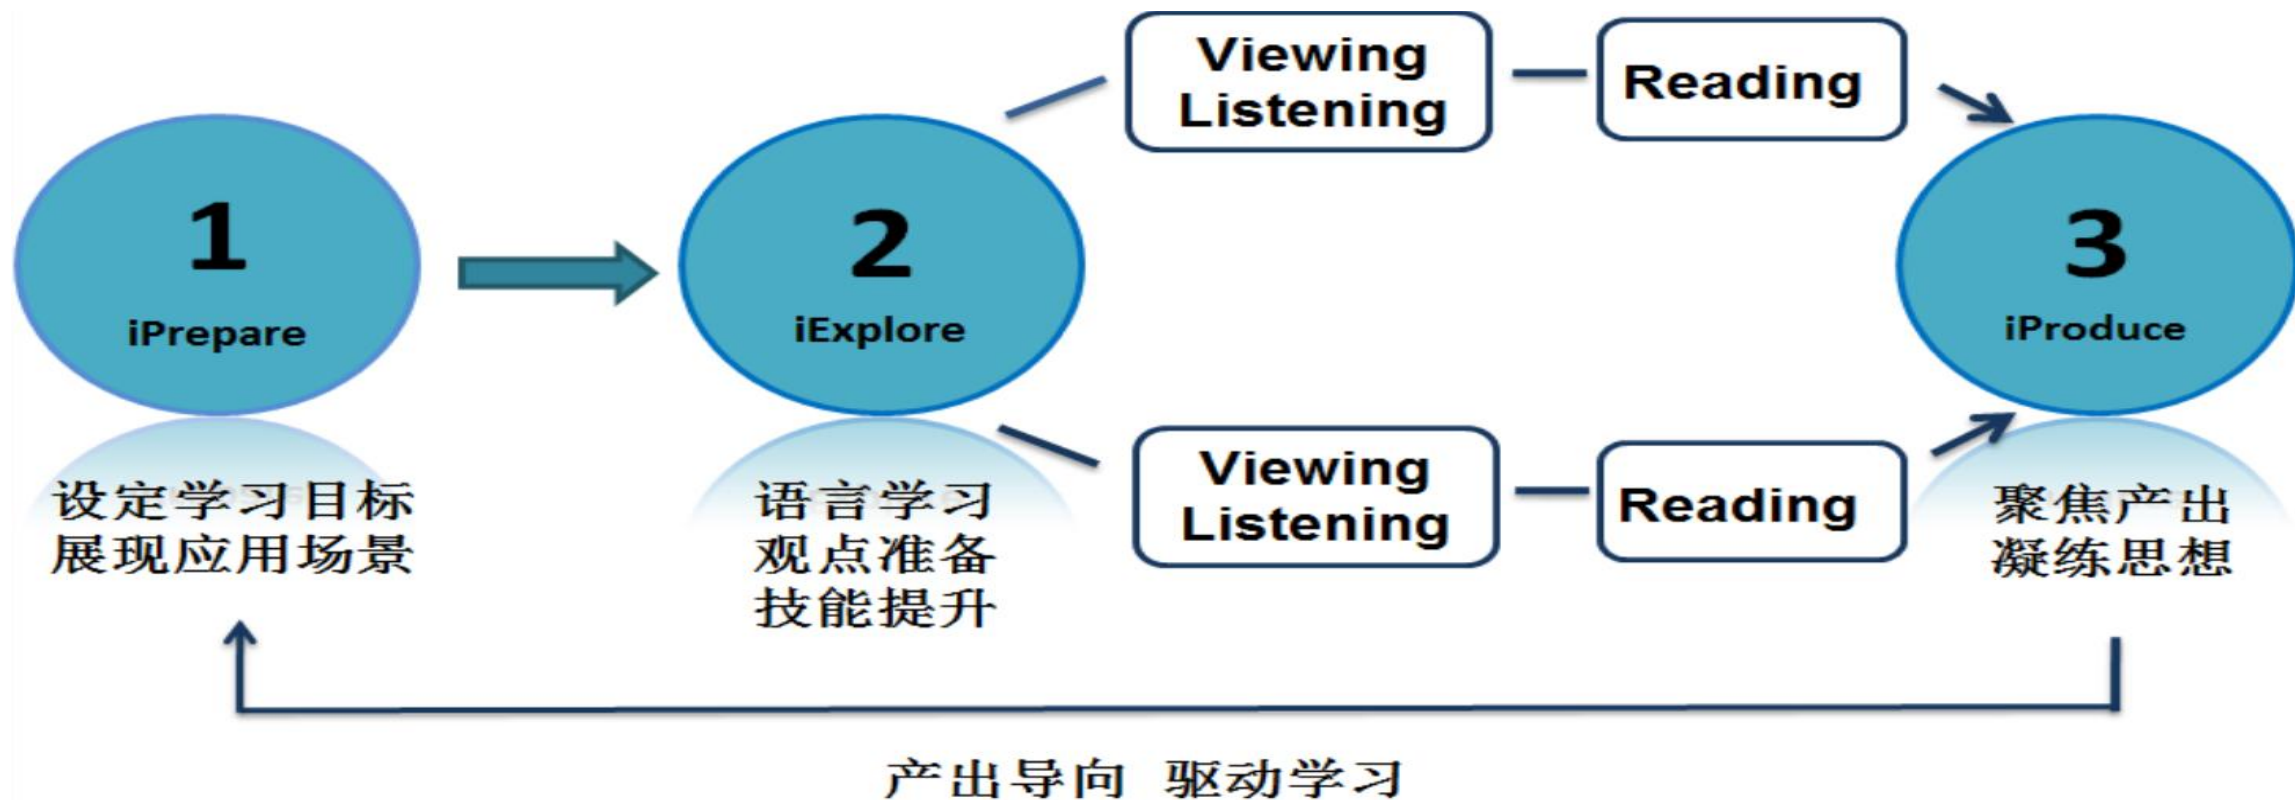 1
iPrepare
设定学习目标
展现应用场景
2
iExplore
语言学习
观点准备
技能提升
Viewing
Listening
Reading
Viewing
Listening
Reading
3
iProduce
聚焦产出
凝练思想
产出导向 驱动学习